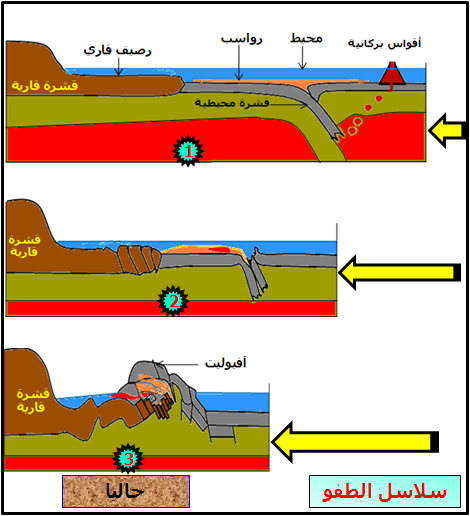 أقواس بركانية
محيط
رواسب
رصيف قاري
قشرة قارية
قشرة محيطية
1
قشرة
قارية
2
أفيوليت
قشرة
قارية
3
حاليا
سلاسل الطفو